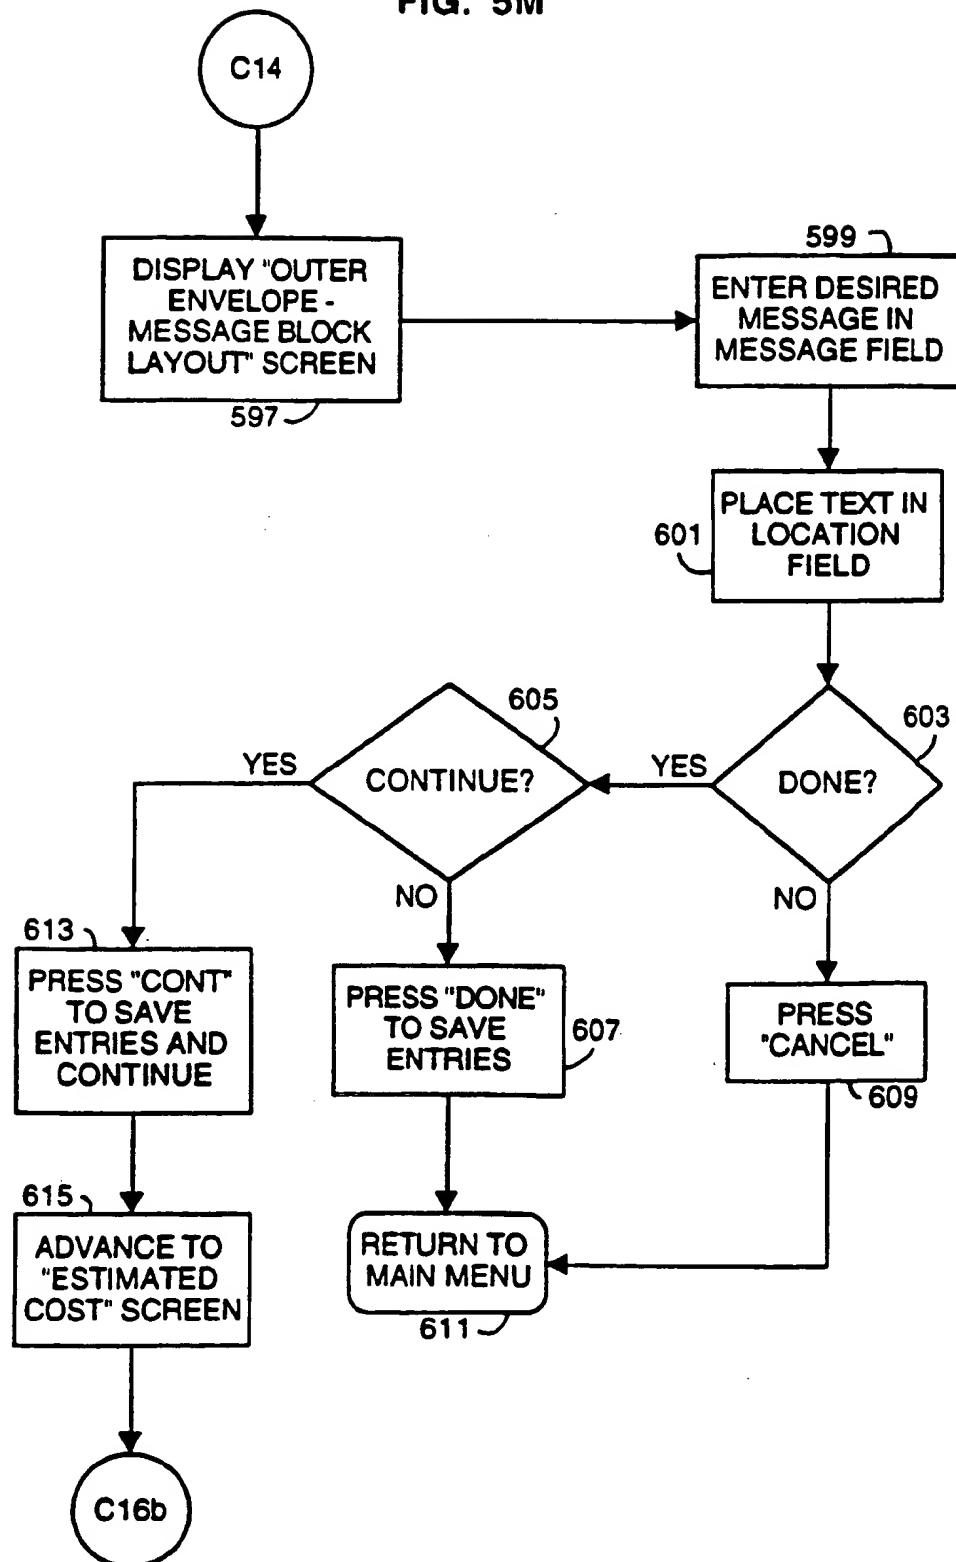 FIG. 5M
C14
DISPLAY "OUTER
ENVELOPE -
MESSAGE BLOCK
LAYOUT" SCREEN
597
599
ENTER DESIRED
MESSAGE IN
MESSAGE FIELD
PLACE TEXT IN
LOCATION
FIELD
601
603
DONE?
YES
NO
605
CONTINUE?
YES
NO
613
PRESS "CONT"
TO SAVE
ENTRIES AND
CONTINUE
PRESS "DONE"
TO SAVE
ENTRIES
607
PRESS
"CANCEL"
609
615
ADVANCE TO
"ESTIMATED
COST" SCREEN
RETURN TO
MAIN MENU
611
C16b